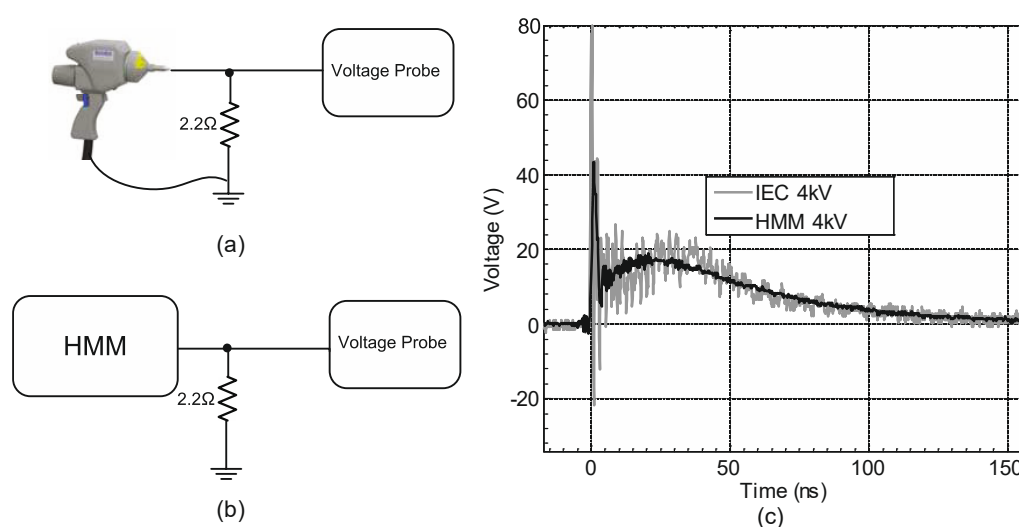 Voltage Probe
2.2Ω
(a)
HMM
Voltage Probe
2.2Ω
(b)
80
60
40
20
0
-20
Voltage (V)
IEC 4kV
HMM 4kV
0
50
100
150
Time (ns)
(c)